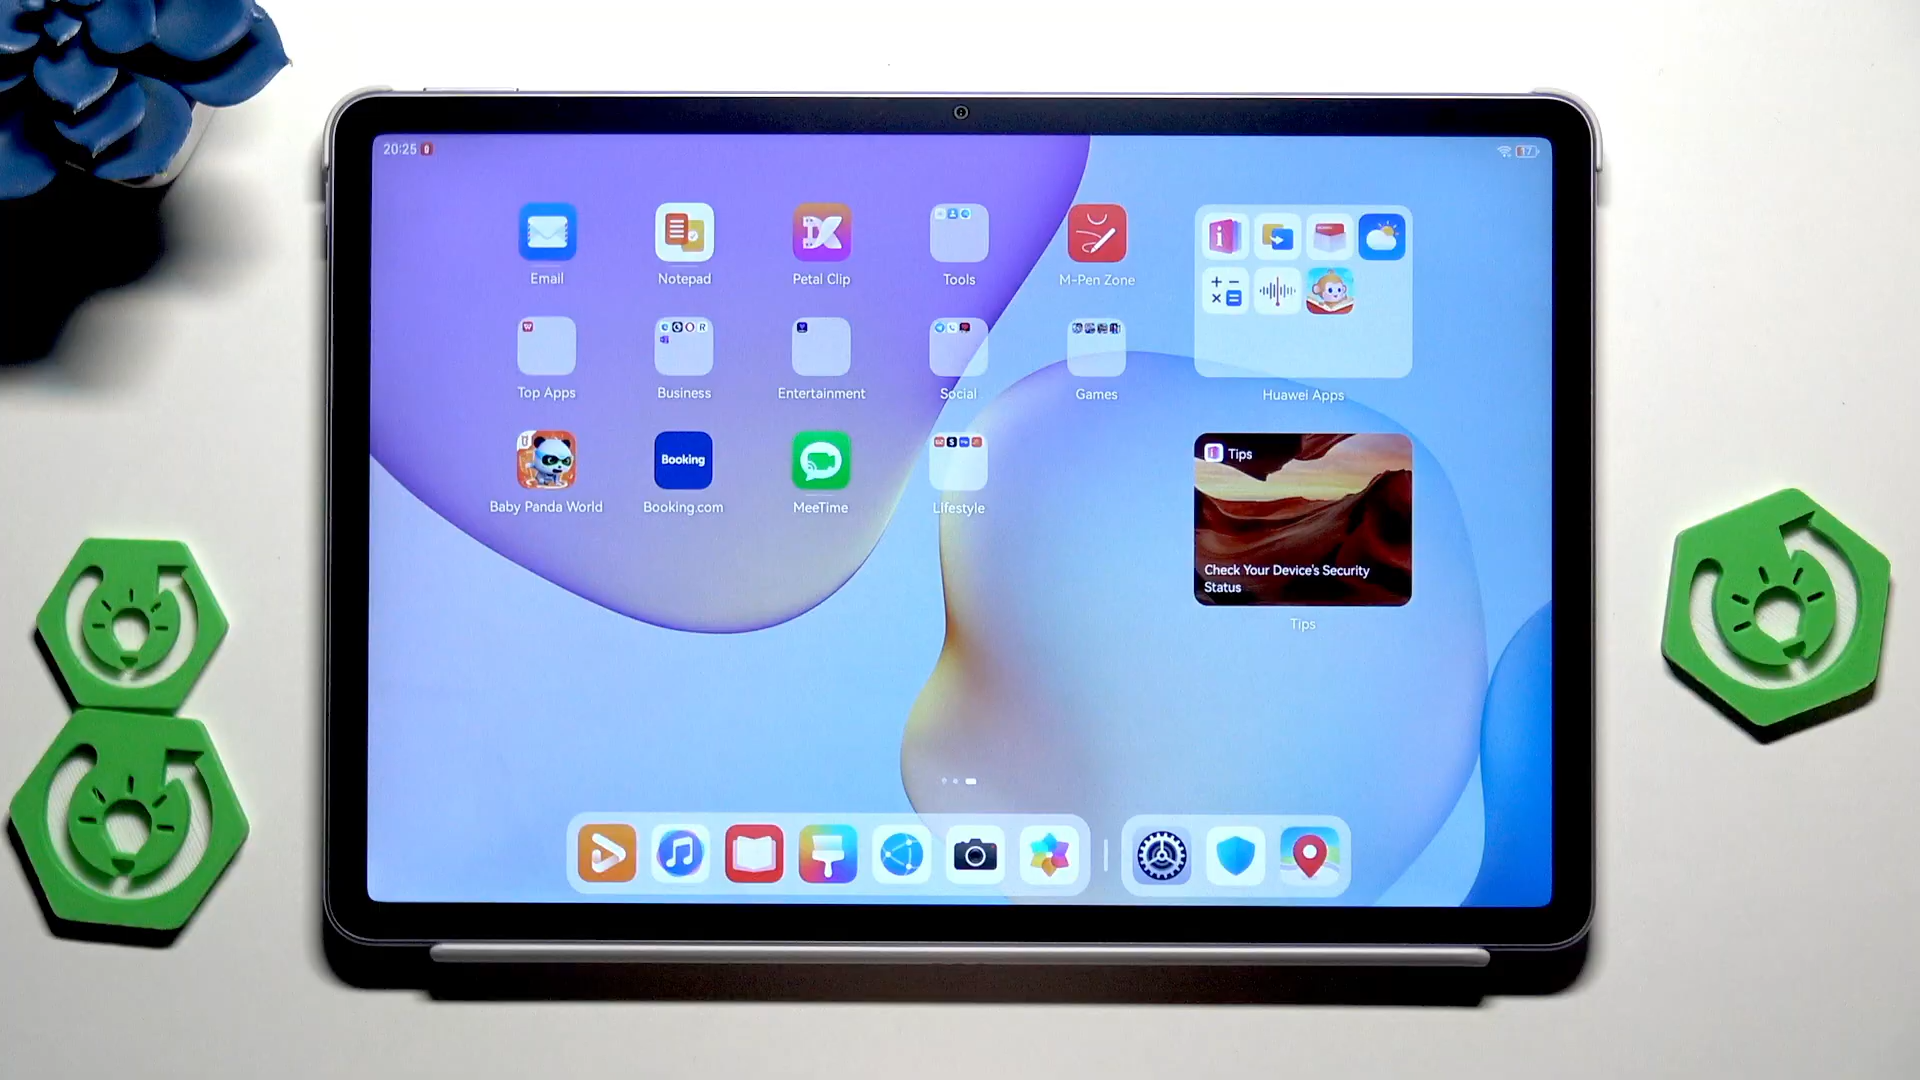 20:25
17
Email
Notepad
Petal Clip
Tools
M-Pen Zone
Top Apps
Business
Entertainment
Social
Games
Huawei Apps
Baby Panda World
Booking
Booking.com
MeeTime
Lifestyle
Tips
Check Your Device's Security
Status
Tips